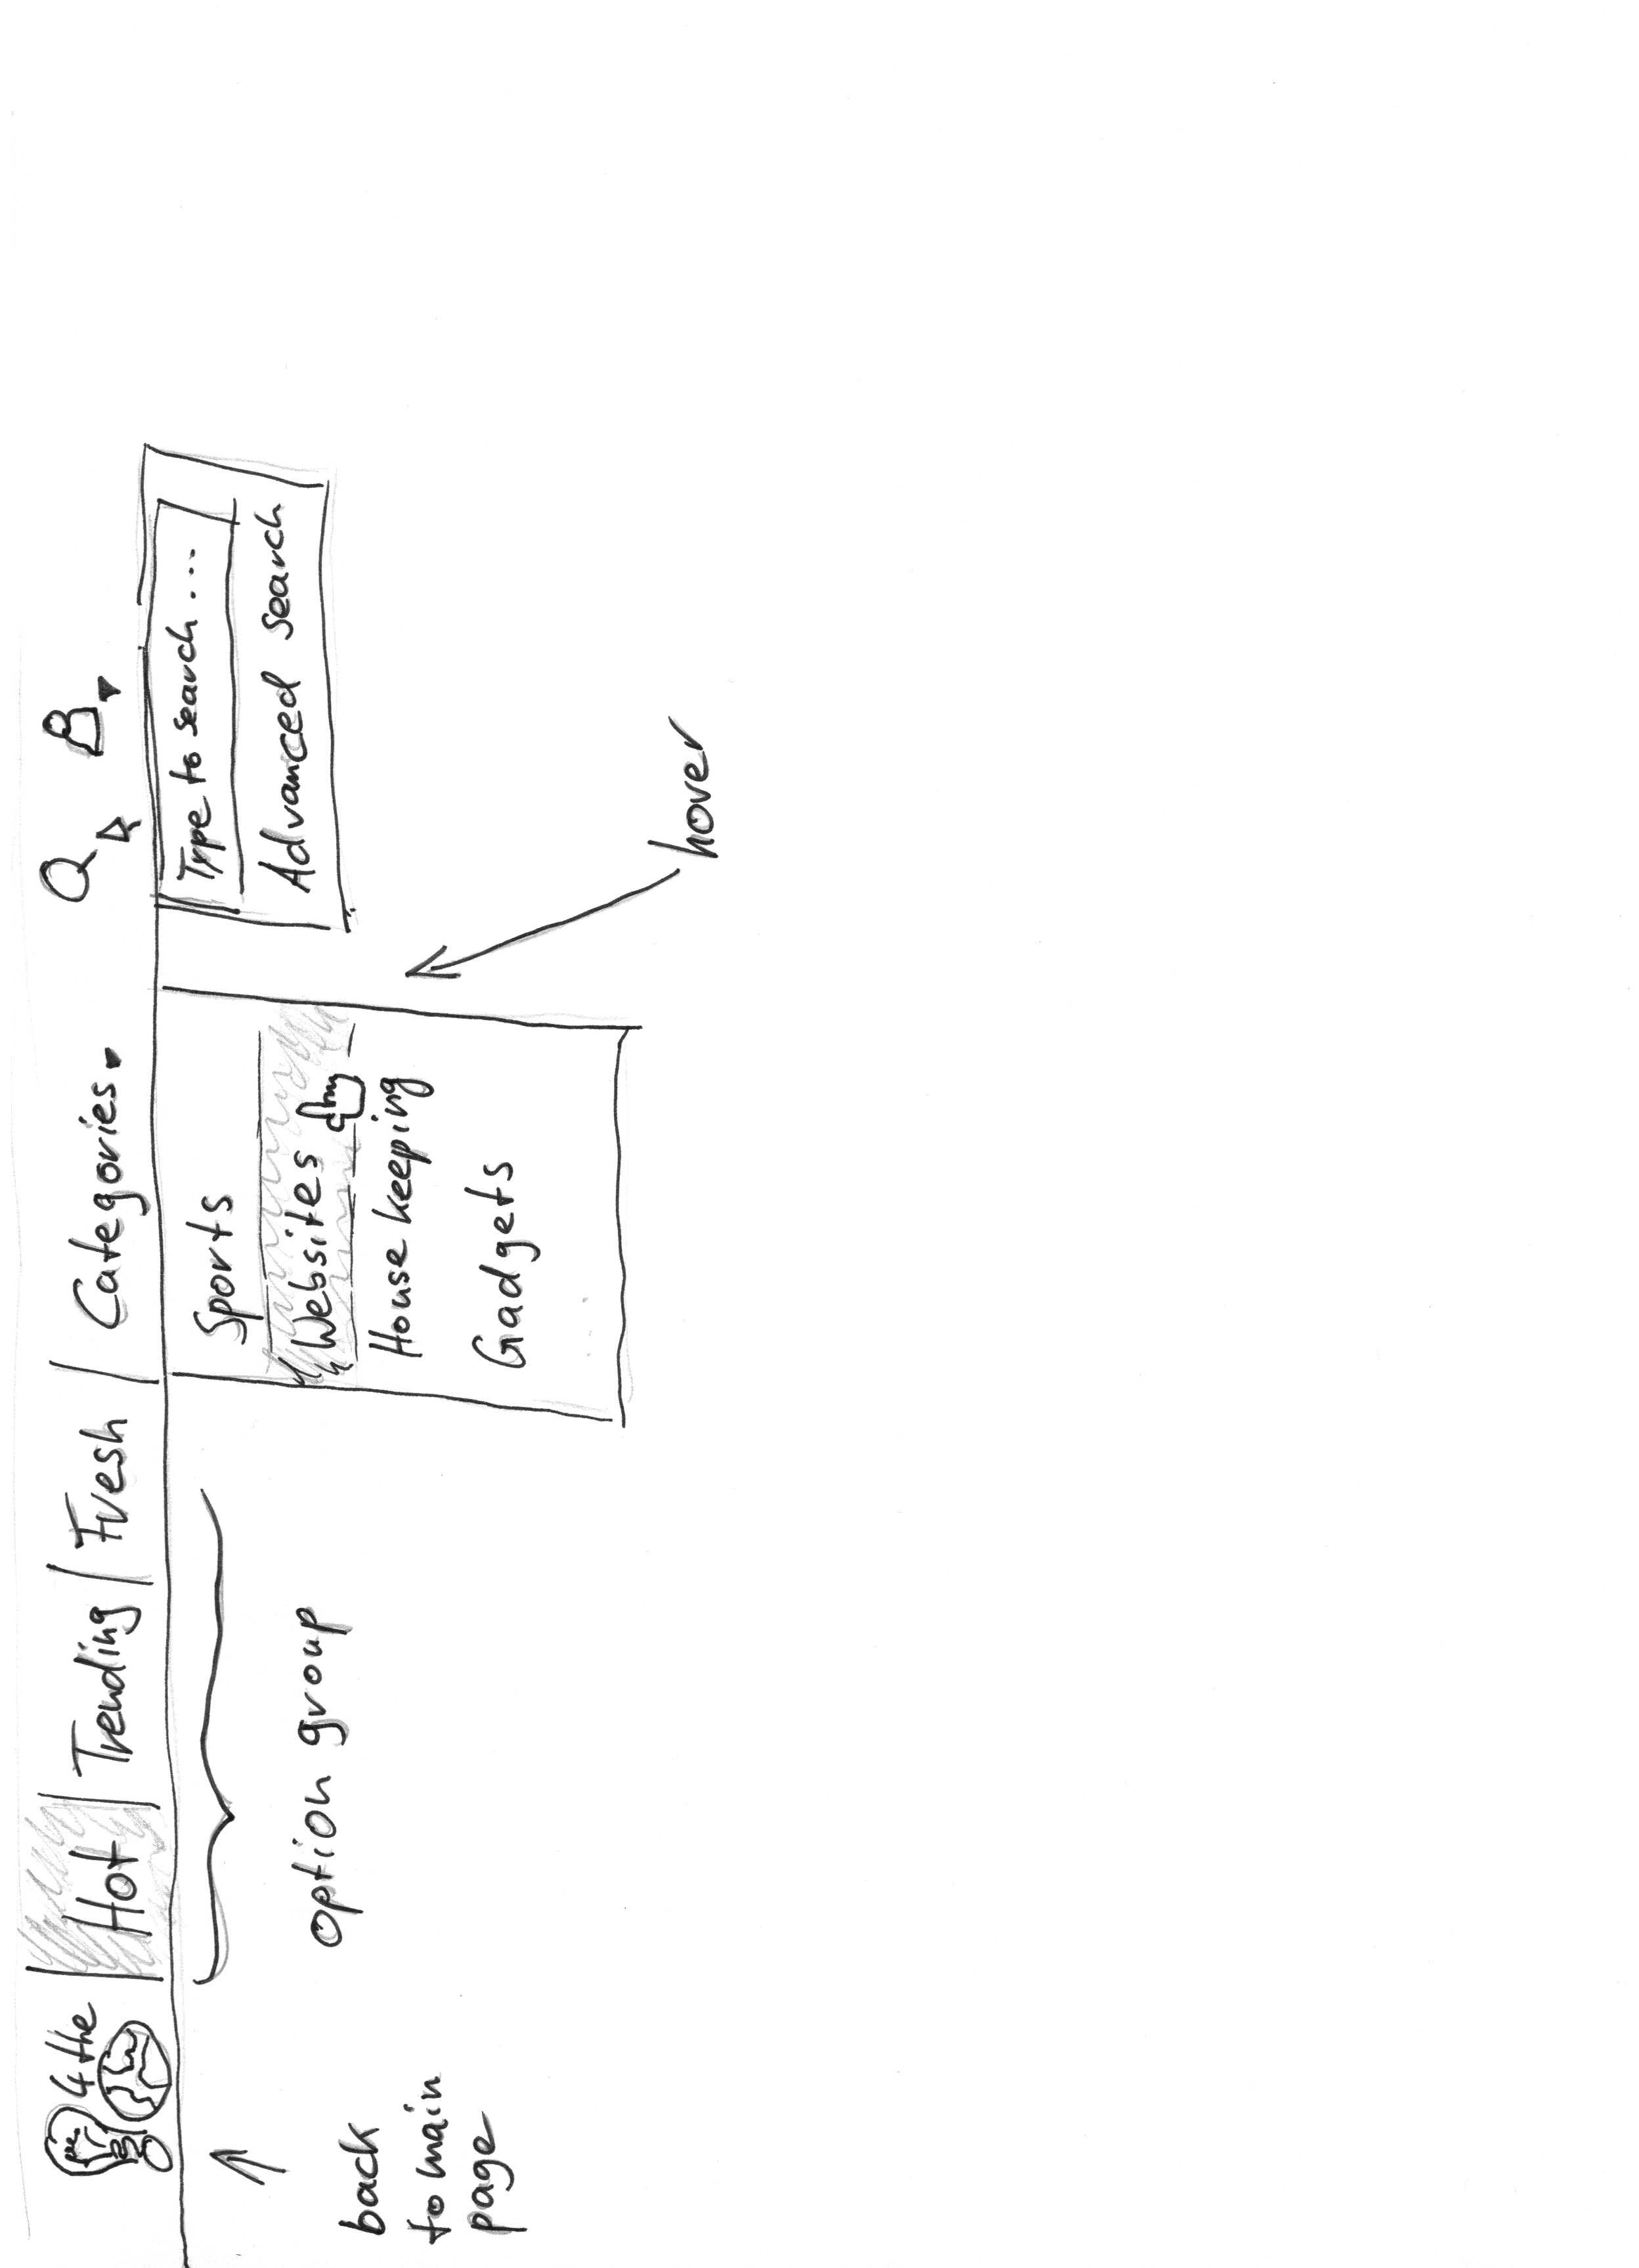 4 the
Hot Trending Fresh Categories
Type to search ...
Advanced search
Sports
Websites
House keeping
Gadgets
option group
back
to main
page
hover